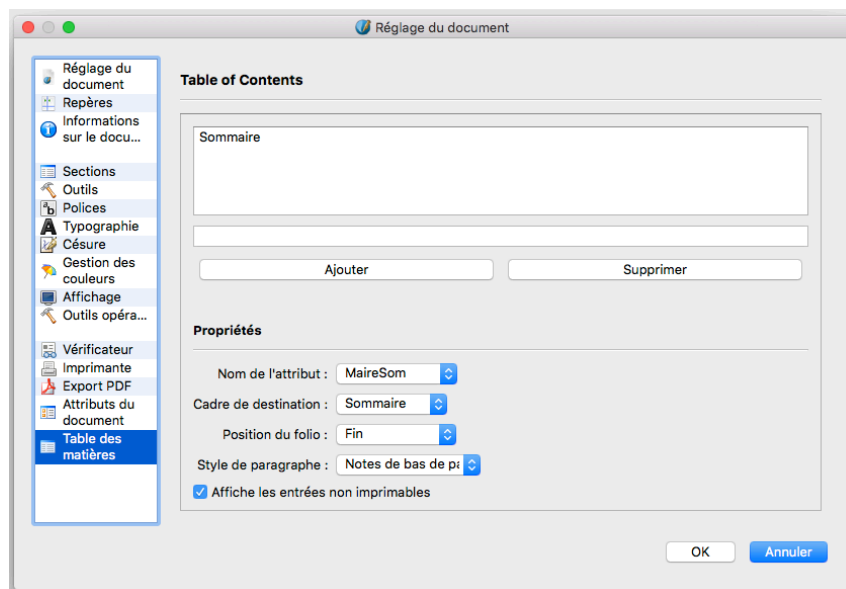 Réglage du document
Réglage du
document
Repères
Informations
sur le docu...
Sections
Outils
Polices
Typographie
Césure
Gestion des
couleurs
Affichage
Outils opéra...
Vérificateur
Imprimante
Export PDF
Attributs du
document
Table des
matières
Table of Contents
Sommaire
Ajouter
Supprimer
Propriétés
Nom de l'attribut : MaireSom
Cadre de destination : Sommaire
Position du folio : Fin
Style de paragraphe : Notes de bas de pa
Affiche les entrées non imprimables
OK
Annuler